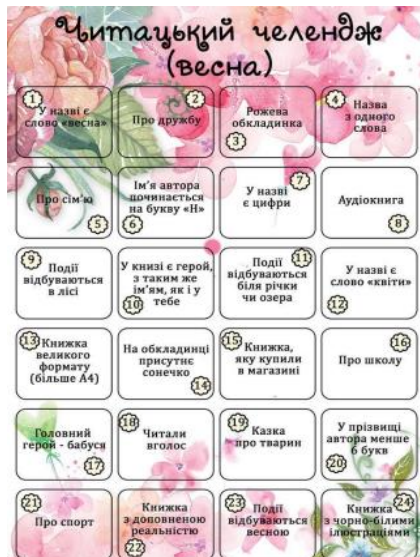 Читацький челендж
(весна)
1
У назві є
слово «весна»
2
Про дружбу
Рожева
обкладинка
3
4
Назва
з одного
слова
Про сім'ю
5
Ім'я автора
починається
на букву «Н»
6
7
У назві
є цифри
Аудіокнига
8
9
Події
відбуваються
в лісі
У книзі є герой,
з таким же
ім'ям, як і у
тебе
10
11
Події
відбуваються
біля річки
чи озера
У назві є
слово «квіти»
12
13
Книжка
великого
формату
(більше А4)
На обкладинці
присутнє
сонечко
14
15
Книжка,
яку купили
в магазині
16
Про школу
Головний
герой - бабуся
17
18
Читали
вголос
19
Казка
про тварин
У прізвищі
автора менше
6 букв
20
21
Про спорт
Книжка
з доповненою
реальністю
22
23
Події
відбуваються
весною
24
Книжка
з чорно-білими
ілюстраціями